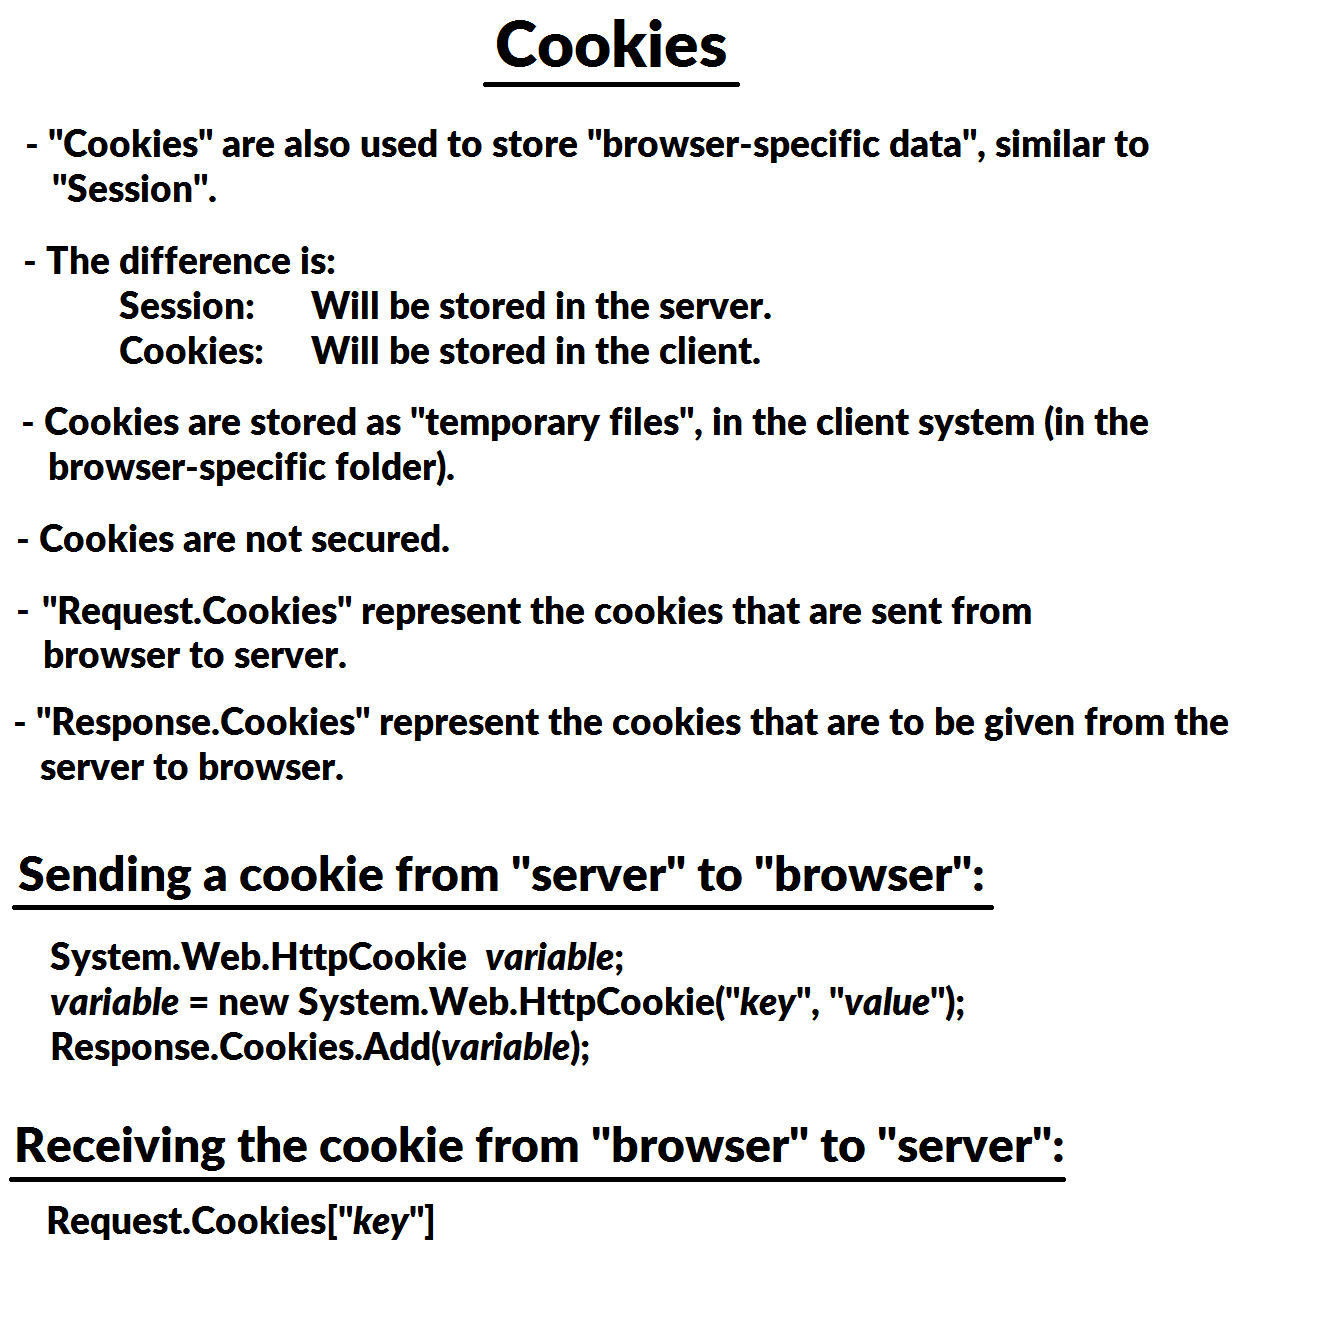 Cookies
- "Cookies" are also used to store "browser-specific data", similar to
"Session".
- The difference is:
Session: Will be stored in the server.
Cookies: Will be stored in the client.
- Cookies are stored as "temporary files", in the client system (in the
browser-specific folder).
- Cookies are not secured.
- "Request.Cookies" represent the cookies that are sent from
browser to server.
- "Response.Cookies" represent the cookies that are to be given from the
server to browser.
Sending a cookie from "server" to "browser":
System.Web.HttpCookie variable;
variable = new System.Web.HttpCookie("key", "value");
Response.Cookies.Add(variable);
Receiving the cookie from "browser" to "server":
Request.Cookies["key"]